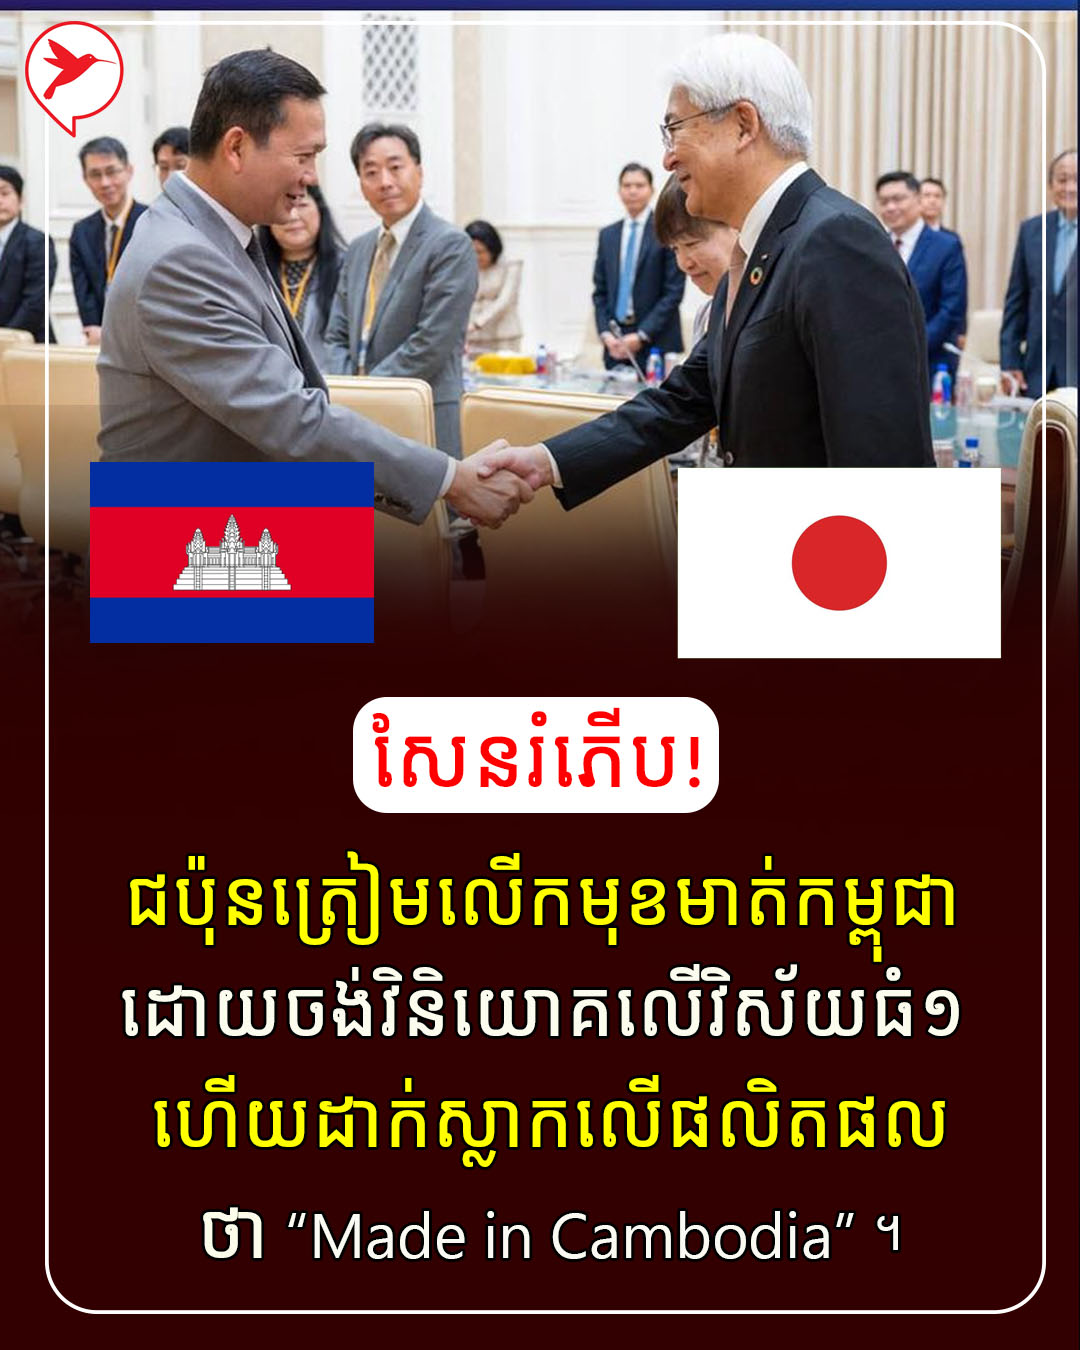 សែនរំភើប!
ជប៉ុនត្រៀមលើកមុខមាត់កម្ពុជា
ដោយចង់វិនិយោគលើវិស័យធំ១
ហើយដាក់ស្លាកលើផលិតផល
ថា “Made in Cambodia” ។